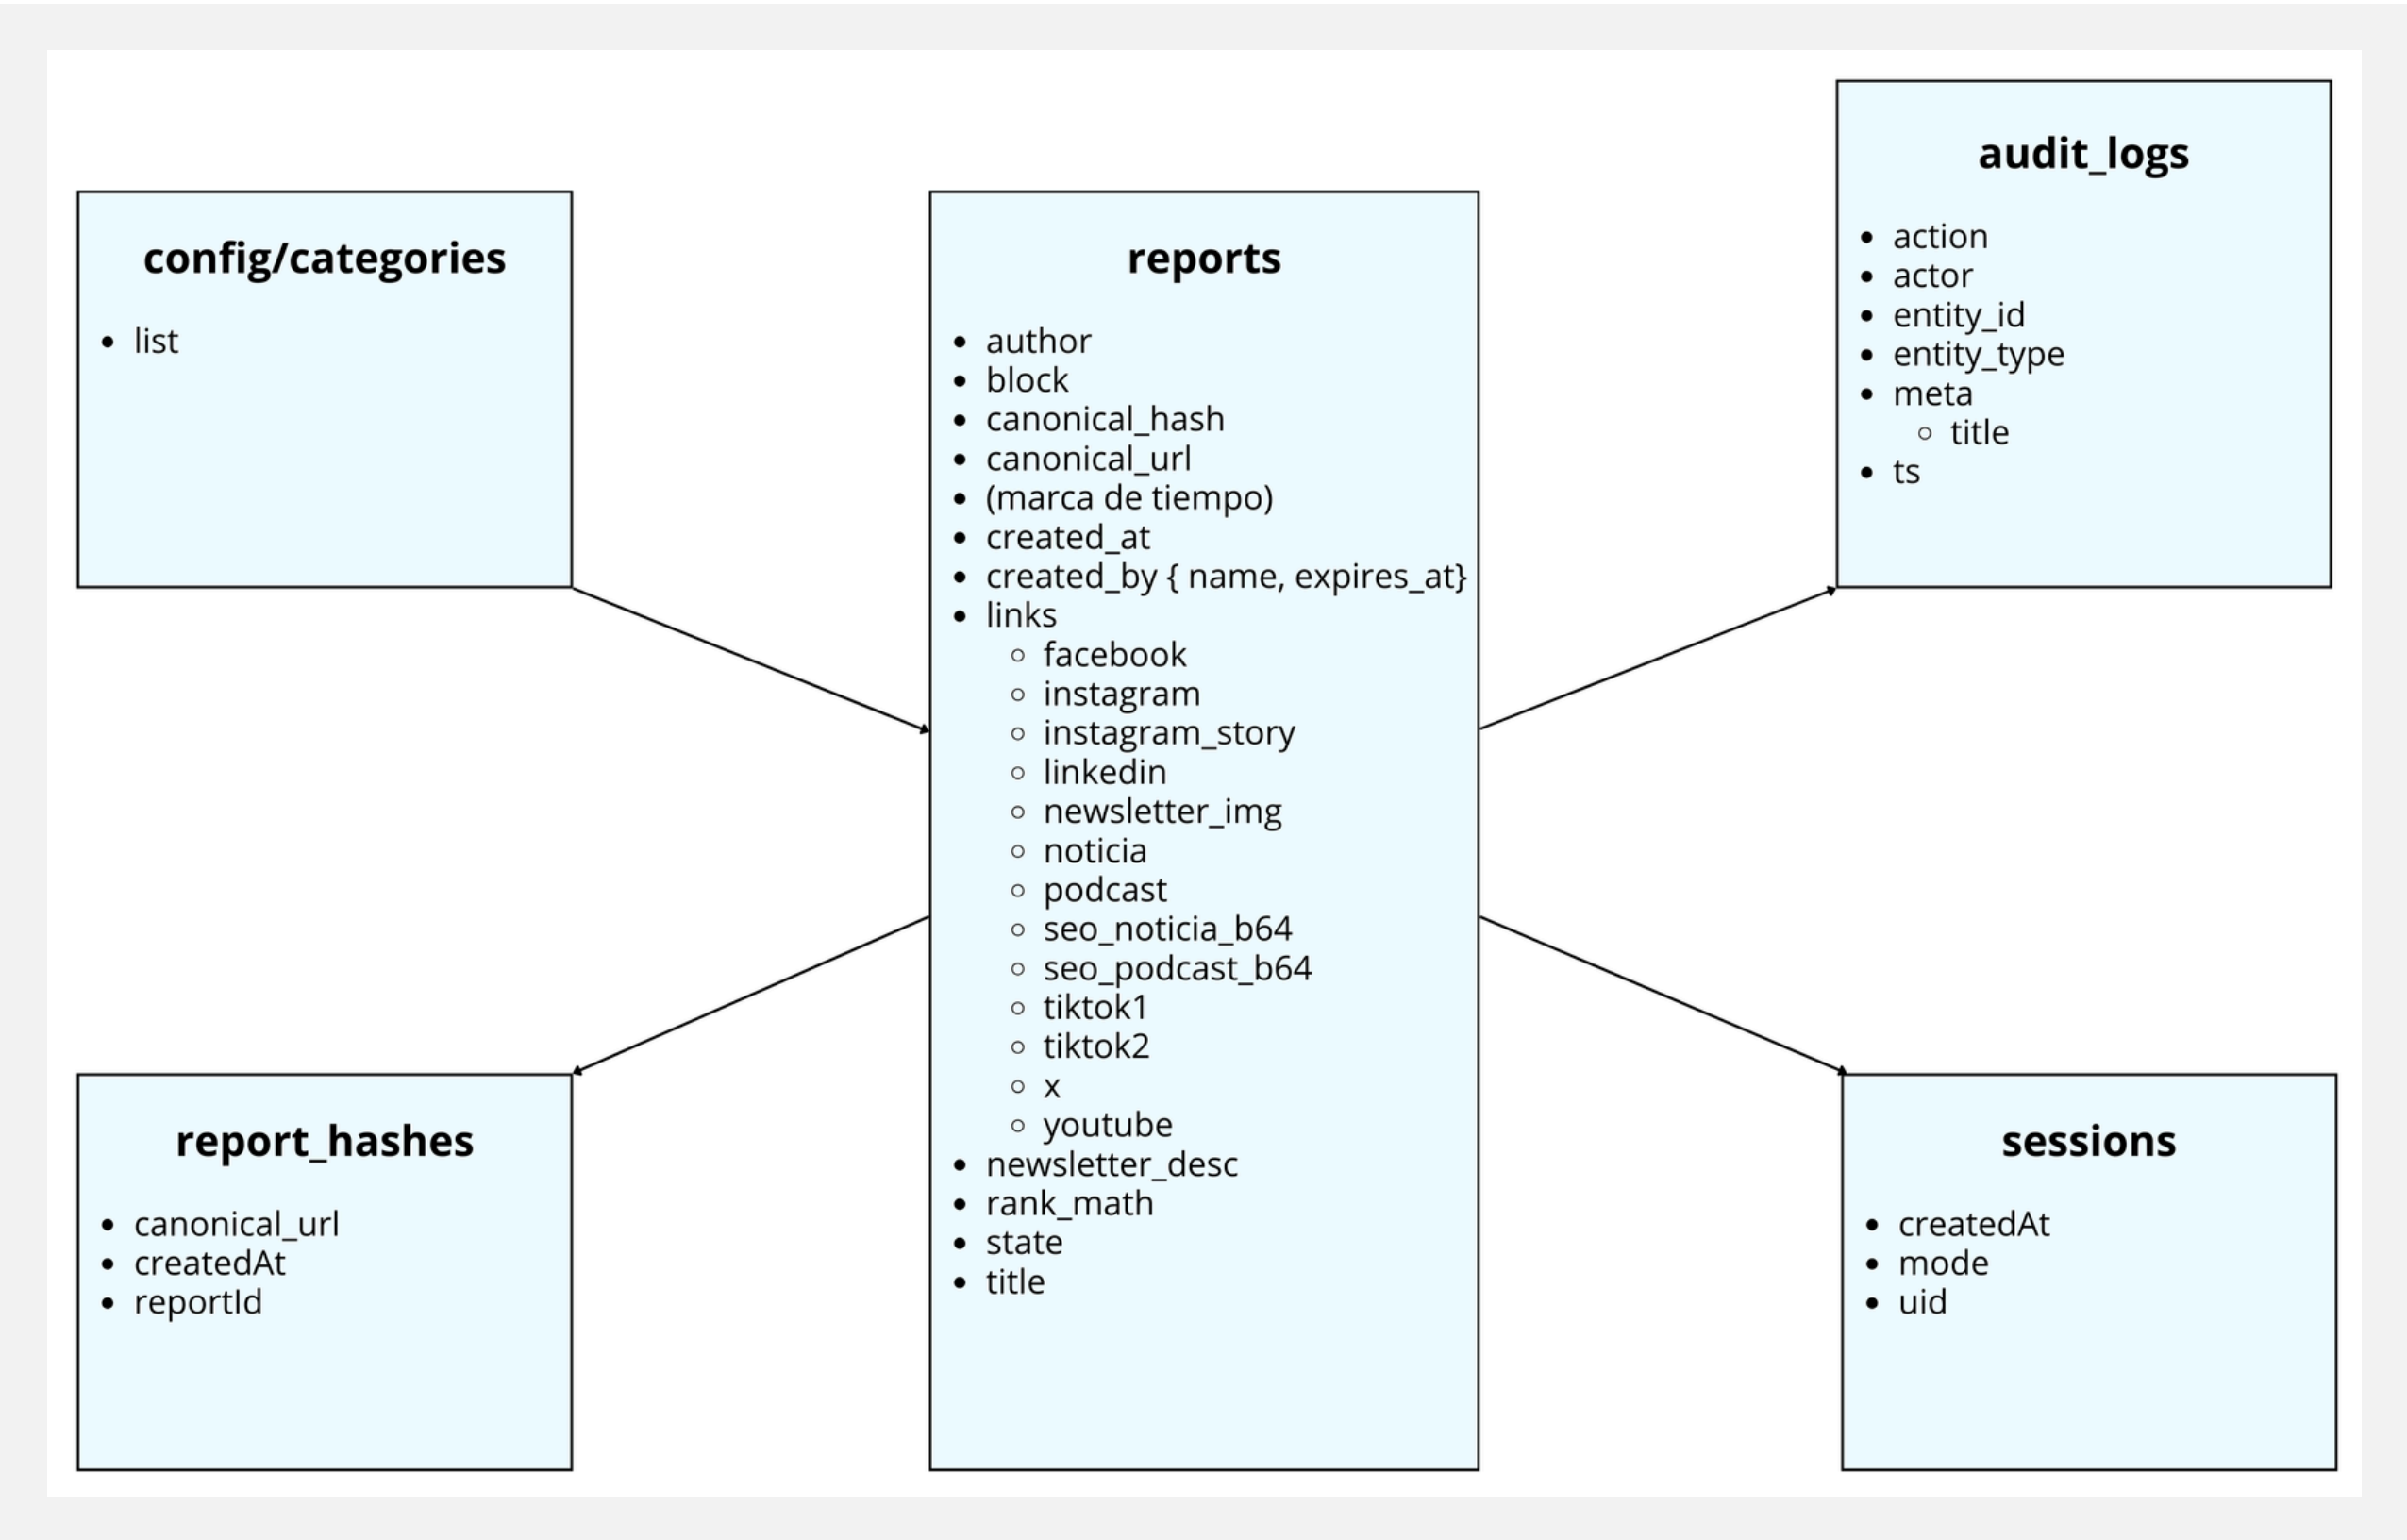 config/categories
list
reports
author
block
canonical_hash
canonical_url
(marca de tiempo)
created_at
created_by { name, expires_at}
links
facebook
instagram
instagram_story
linkedin
newsletter_img
noticia
podcast
seo_noticia_b64
seo_podcast_b64
tiktok1
tiktok2
x
youtube
newsletter_desc
rank_math
state
title
audit_logs
action
actor
entity_id
entity_type
meta
title
ts
report_hashes
canonical_url
createdAt
reportId
sessions
createdAt
mode
uid